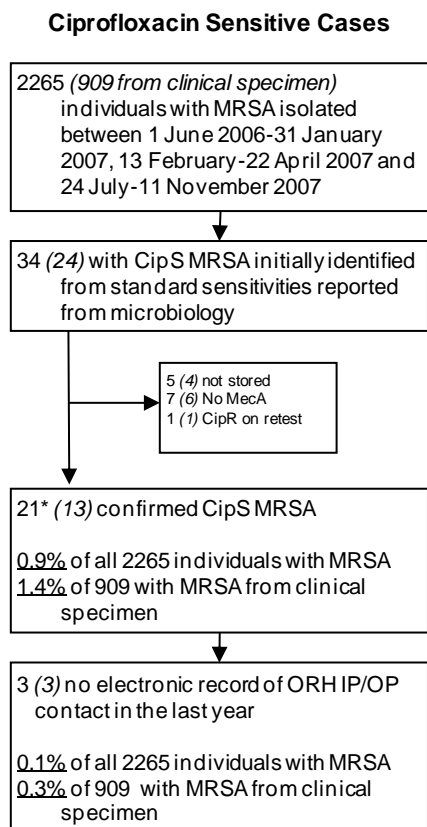 Ciprofloxacin Sensitive Cases
2265 (909 from clinical specimen)
individuals with MRSA isolated
between 1 June 2006-31 January
2007, 13 February-22 April 2007 and
24 July-11 November 2007
34 (24) with CipS MRSA initially identified
from standard sensitivities reported
from microbiology
5 (4) not stored
7 (6) No MecA
1 (1) CipR on retest
21* (13) confirmed CipS MRSA
0.9% of all 2265 individuals with MRSA
1.4% of 909 with MRSA from clinical
specimen
3 (3) no electronic record of ORH IP/OP
contact in the last year
0.1% of all 2265 individuals with MRSA
0.3% of 909 with MRSA from clinical
specimen